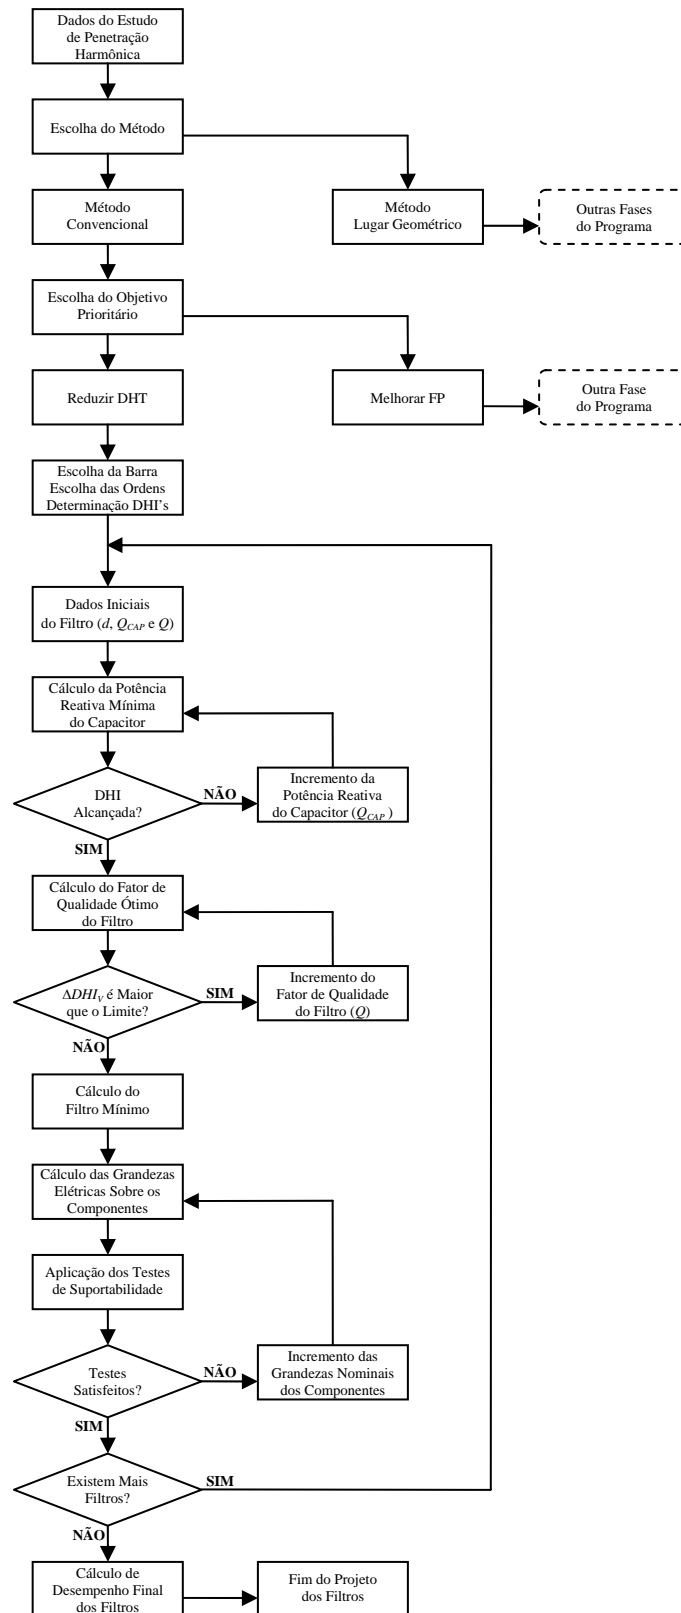 Dados do Estudo
de Penetração
Harmônica
Escolha do Método
Método
Convencional
Método
Lugar Geométrico
Outras Fases
do Programa
Escolha do Objetivo
Prioritário
Reduzir DHT
Melhorar FP
Outra Fase
do Programa
Escolha da Barra
Escolha das Ordens
Determinação DHI's
Dados Iniciais
do Filtro (d, Q_CAP e Q)
Cálculo da Potência
Reativa Mínima
do Capacitor
DHI
Alcançada?
NÃO
Incremento da
Potência Reativa
do Capacitor (Q_CAP )
SIM
Cálculo do Fator de
Qualidade Ótimo
do Filtro
ΔDHI_V é Maior
que o Limite?
SIM
Incremento do
Fator de Qualidade
do Filtro (Q)
NÃO
Cálculo do
Filtro Mínimo
Cálculo das Grandezas
Elétricas Sobre os
Componentes
Aplicação dos Testes
de Suportabilidade
Testes
Satisfeitos?
NÃO
Incremento das
Grandezas Nominais
dos Componentes
SIM
Existem Mais
Filtros?
SIM
NÃO
Cálculo de
Desempenho Final
dos Filtros
Fim do Projeto
dos Filtros